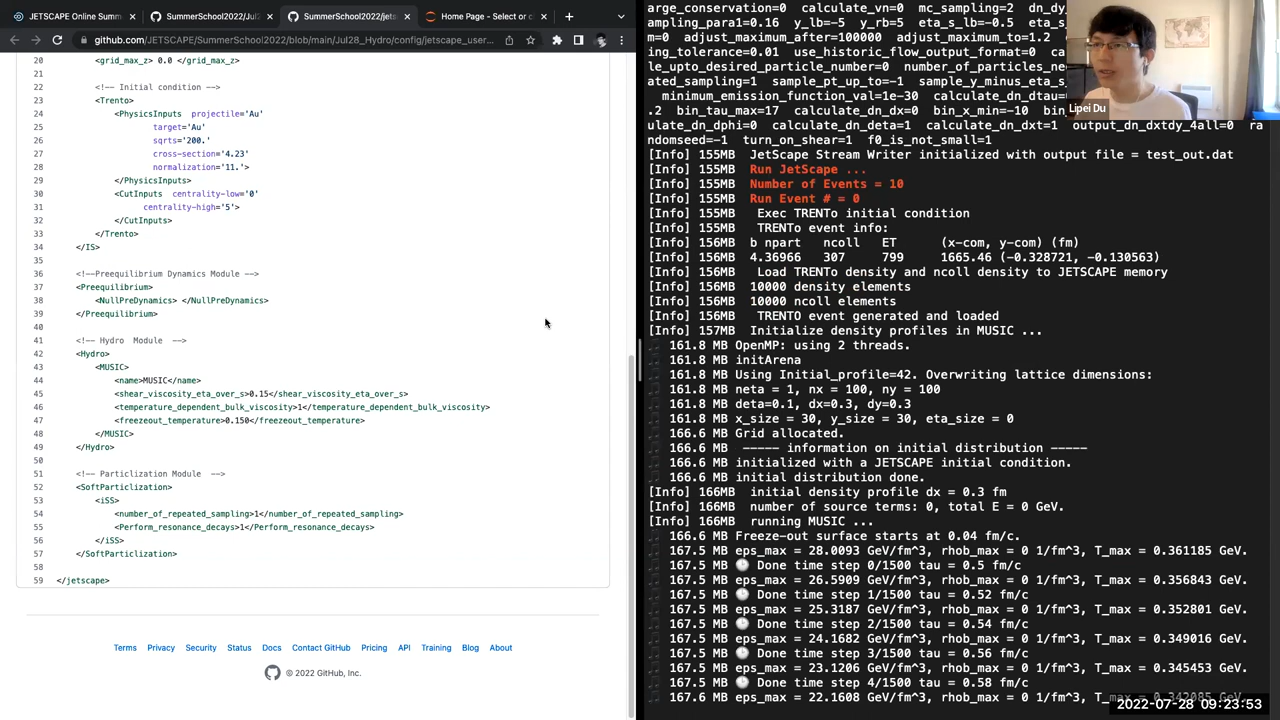 JETSCAPE Online Summ
SummerSchool2022/Jul
SummerSchool2022/jets
Home Page - Select or c
github.com/JETSCAPE/SummerSchool2022/blob/main/Jul28_Hydro/config/jetscape_user...
20 <grid_max_z> 0.0 </grid_max_z>
21
22 <!-- Initial condition -->
23 <Trento>
24 <PhysicsInputs projectile='Au'
25 target='Au'
26 sqrts='200.'
27 cross-section='4.23'
28 normalization='11.'>
29 </PhysicsInputs>
30 <CutInputs centrality-low='0'
31 centrality-high='5'>
32 </CutInputs>
33 </Trento>
34 </IS>
35
36 <!--Preequilibrium Dynamics Module -->
37 <Preequilibrium>
38 <NullPreDynamics> </NullPreDynamics>
39 </Preequilibrium>
40
41 <!-- Hydro Module -->
42 <Hydro>
43 <MUSIC>
44 <name>MUSIC</name>
45 <shear_viscosity_eta_over_s>0.15</shear_viscosity_eta_over_s>
46 <temperature_dependent_bulk_viscosity>1</temperature_dependent_bulk_viscosity>
47 <freezeout_temperature>0.150</freezeout_temperature>
48 </MUSIC>
49 </Hydro>
50
51 <!-- Particlization Module -->
52 <SoftParticlization>
53 <iSS>
54 <number_of_repeated_sampling>1</number_of_repeated_sampling>
55 <Perform_resonance_decays>1</Perform_resonance_decays>
56 </iSS>
57 </SoftParticlization>
58
59 </jetscape>
Terms Privacy Security Status Docs Contact GitHub Pricing API Training Blog About
© 2022 GitHub, Inc.
arge_conservation=0 calculate_vn=0 mc_sampling=2 dn_dy
ampling_para1=0.16 y_lb=-5 y_rb=5 eta_s_lb=-0.5 eta_s
=0 adjust_maximum_after=100000 adjust_maximum_to=1.2
ing_tolerance=0.01 use_historic_flow_output_format=0
le_upto_desired_particle_number=0 number_of_particles_ne
ated_sampling=1 sample_pt_up_to=-1 sample_y_minus_eta_s
minimum_emission_function_val=1e-30 calculate_dn_dtau=
.2 bin_tau_max=17 calculate_dn_dx=0 bin_x_min=-10 bin
ulate_dn_dphi=0 calculate_dn_deta=1 calculate_dn_dxt=1 output_dn_dxtdy_4all=0 ra
ndomseed=-1 turn_on_shear=1 f0_is_not_small=1
[Info] 155MB JetScape Stream Writer initialized with output file = test_out.dat
[Info] 155MB Run JetScape ...
[Info] 155MB Number of Events = 10
[Info] 155MB Run Event # = 0
[Info] 155MB Exec TRENTo initial condition
[Info] 156MB TRENTo event info:
[Info] 156MB b npart ncoll ET (x-com, y-com) (fm)
[Info] 156MB 4.36966 307 799 1665.46 (-0.328721, -0.130563)
[Info] 156MB Load TRENTo density and ncoll density to JETSCAPE memory
[Info] 156MB 10000 density elements
[Info] 156MB 10000 ncoll elements
[Info] 156MB TRENTO event generated and loaded
[Info] 157MB Initialize density profiles in MUSIC ...
161.8 MB OpenMP: using 2 threads.
161.8 MB initArena
161.8 MB Using Initial_profile=42. Overwriting lattice dimensions:
161.8 MB neta = 1, nx = 100, ny = 100
161.8 MB deta=0.1, dx=0.3, dy=0.3
161.8 MB x_size = 30, y_size = 30, eta_size = 0
166.6 MB Grid allocated.
166.6 MB ----- information on initial distribution -----
166.6 MB initialized with a JETSCAPE initial condition.
166.6 MB initial distribution done.
[Info] 166MB initial density profile dx = 0.3 fm
[Info] 166MB number of source terms: 0, total E = 0 GeV.
[Info] 166MB running MUSIC ...
166.6 MB Freeze-out surface starts at 0.04 fm/c.
167.5 MB eps_max = 28.0093 GeV/fm^3, rhob_max = 0 1/fm^3, T_max = 0.361185 GeV.
167.5 MB Done time step 0/1500 tau = 0.5 fm/c
167.5 MB eps_max = 26.5909 GeV/fm^3, rhob_max = 0 1/fm^3, T_max = 0.356843 GeV.
167.5 MB Done time step 1/1500 tau = 0.52 fm/c
167.5 MB eps_max = 25.3187 GeV/fm^3, rhob_max = 0 1/fm^3, T_max = 0.352801 GeV.
167.5 MB Done time step 2/1500 tau = 0.54 fm/c
167.5 MB eps_max = 24.1682 GeV/fm^3, rhob_max = 0 1/fm^3, T_max = 0.349016 GeV.
167.5 MB Done time step 3/1500 tau = 0.56 fm/c
167.5 MB eps_max = 23.1206 GeV/fm^3, rhob_max = 0 1/fm^3, T_max = 0.345453 GeV.
167.5 MB Done time step 4/1500 tau = 0.58 fm/c
167.5 MB eps_max = 22.1608 GeV/fm^3, rhob_max = 0 1/fm^3, T_max = 0.342085 GeV.
Lipei Du
2022-07-28 09:23:53